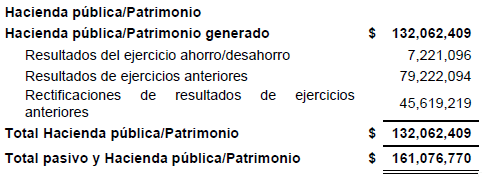 Hacienda pública/Patrimonio
Hacienda pública/Patrimonio generado $ 132,062,409
Resultados del ejercicio ahorro/desahorro 7,221,096
Resultados de ejercicios anteriores 79,222,094
Rectificaciones de resultados de ejercicios
anteriores 45,619,219
Total Hacienda pública/Patrimonio $ 132,062,409
Total pasivo y Hacienda pública/Patrimonio $ 161,076,770